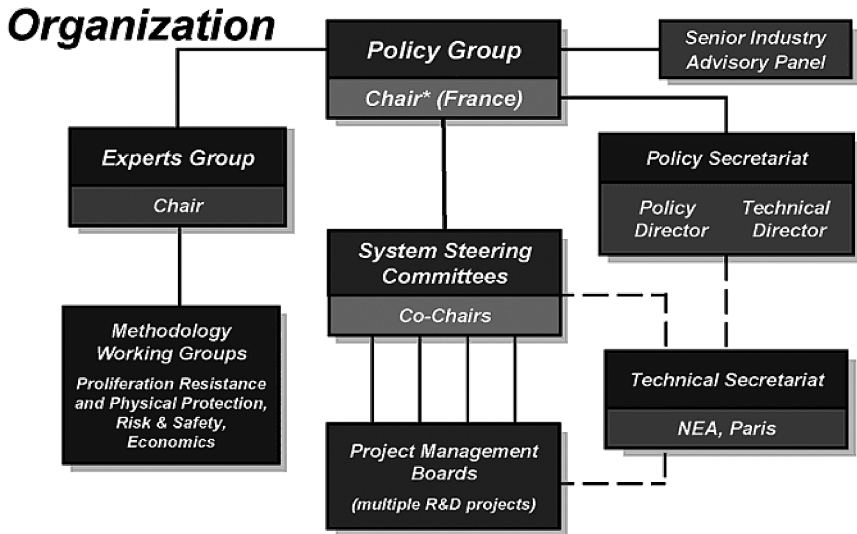 Organization
Policy Group
Chair* (France)
Senior Industry
Advisory Panel
Experts Group
Chair
Policy Secretariat
Policy
Director
Technical
Director
System Steering
Committees
Co-Chairs
Methodology
Working Groups
Proliferation Resistance
and Physical Protection,
Risk & Safety,
Economics
Technical Secretariat
NEA, Paris
Project Management
Boards
(multiple R&D projects)